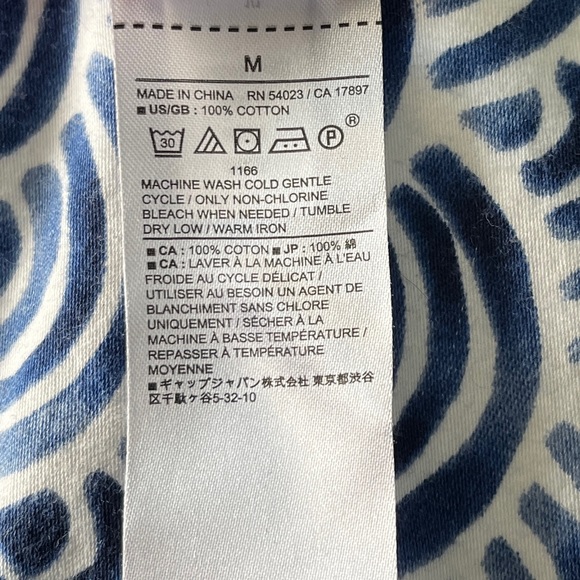 M
MADE IN CHINA RN 54023 / CA 17897
■ US/GB : 100% COTTON
30 P ®
1166
MACHINE WASH COLD GENTLE
CYCLE / ONLY NON-CHLORINE
BLEACH WHEN NEEDED / TUMBLE
DRY LOW / WARM IRON
■ CA : 100% COTON ■ JP : 100% 綿
■ CA : LAVER À LA MACHINE À L'EAU
FROIDE AU CYCLE DÉLICAT /
UTILISER AU BESOIN UN AGENT DE
BLANCHIMENT SANS CHLORE
UNIQUEMENT / SÉCHER À LA
MACHINE À BASSE TEMPÉRATURE /
REPASSER À TEMPÉRATURE
MOYENNE
■ ギャップジャパン株式会社 東京都渋谷
区千駄ヶ谷5-32-10